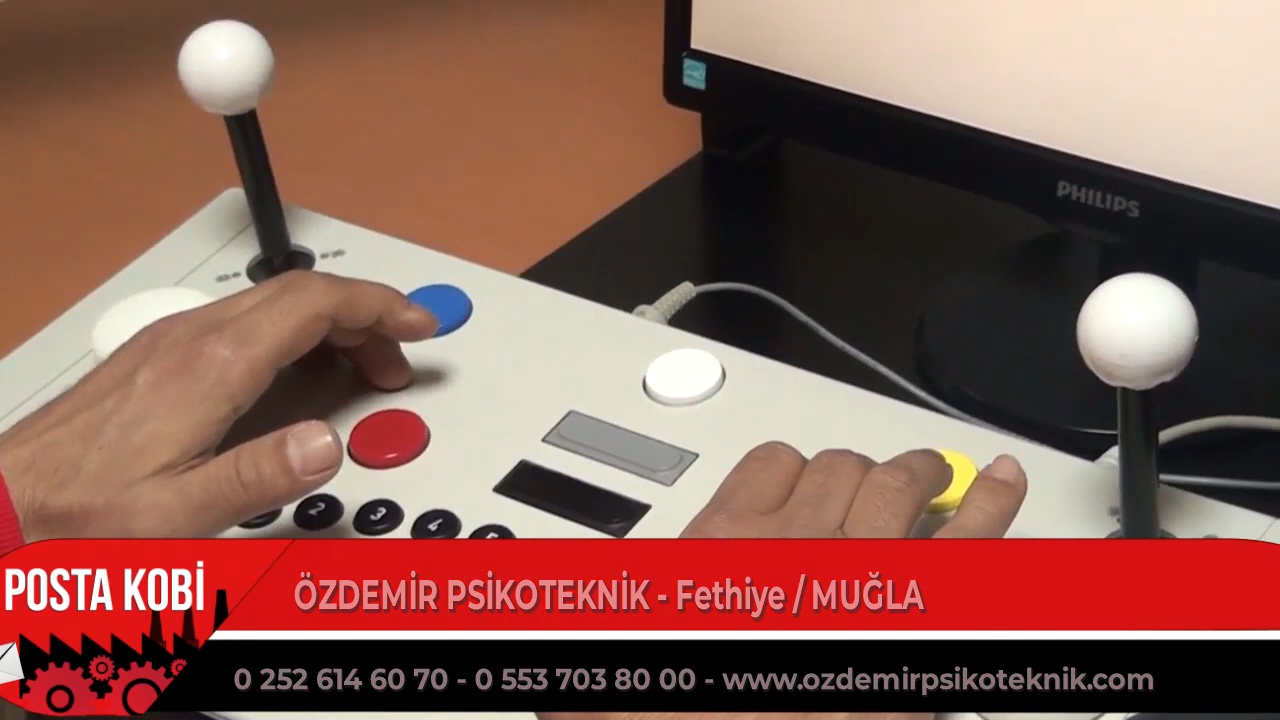 PHILIPS
2
3
4
POSTA KOBİ
ÖZDEMİR PSİKOTEKNİK - Fethiye / MUĞLA
0 252 614 60 70 - 0 553 703 80 00 - www.ozdemirpsikoteknik.com